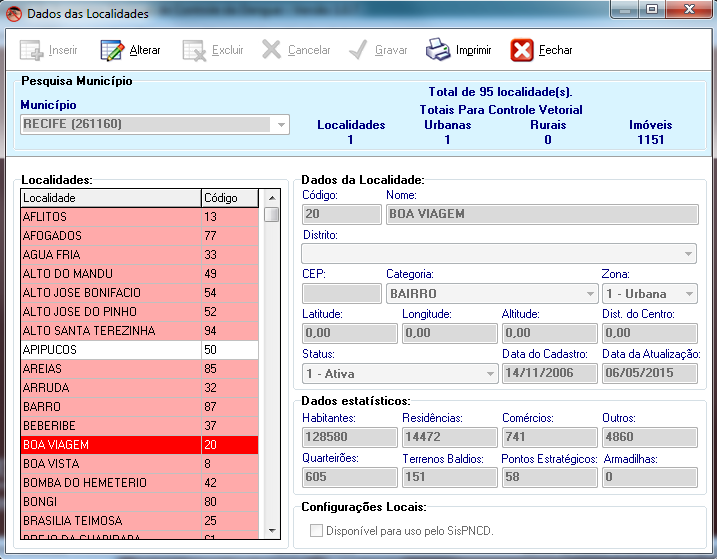 Dados das Localidades
Inserir Alterar Excluir Cancelar Gravar Imprimir Fechar
Pesquisa Município
Município
RECIFE (261160)
Total de 95 localidade(s).
Totais Para Controle Vetorial
Localidades Urbanas Rurais Imóveis
1 1 0 1151
Localidades:
Localidade Código
AFLITOS 13
AFOGADOS 77
AGUA FRIA 33
ALTO DO MANDU 49
ALTO JOSE BONIFACIO 54
ALTO JOSE DO PINHO 52
ALTO SANTA TEREZINHA 94
APIPUCOS 50
AREIAS 85
ARRUDA 32
BARRO 87
BEBERIBE 37
BOA VIAGEM 20
BOA VISTA 8
BOMBA DO HEMETERIO 42
BONGI 80
BRASILIA TEIMOSA 25
Dados da Localidade:
Código: Nome:
20 BOA VIAGEM
Distrito:
CEP: Categoria: Zona:
BAIRRO 1 - Urbana
Latitude: Longitude: Altitude: Dist. do Centro:
0,00 0,00 0,00 0,00
Status: Data do Cadastro: Data da Atualização:
1 - Ativa 14/11/2006 06/05/2015
Dados estatísticos:
Habitantes: Residências: Comércios: Outros:
128580 14472 741 4860
Quarteirões: Terrenos Baldios: Pontos Estratégicos: Armadilhas:
605 151 58 0
Configurações Locais:
Disponível para uso pelo SisPNCD.